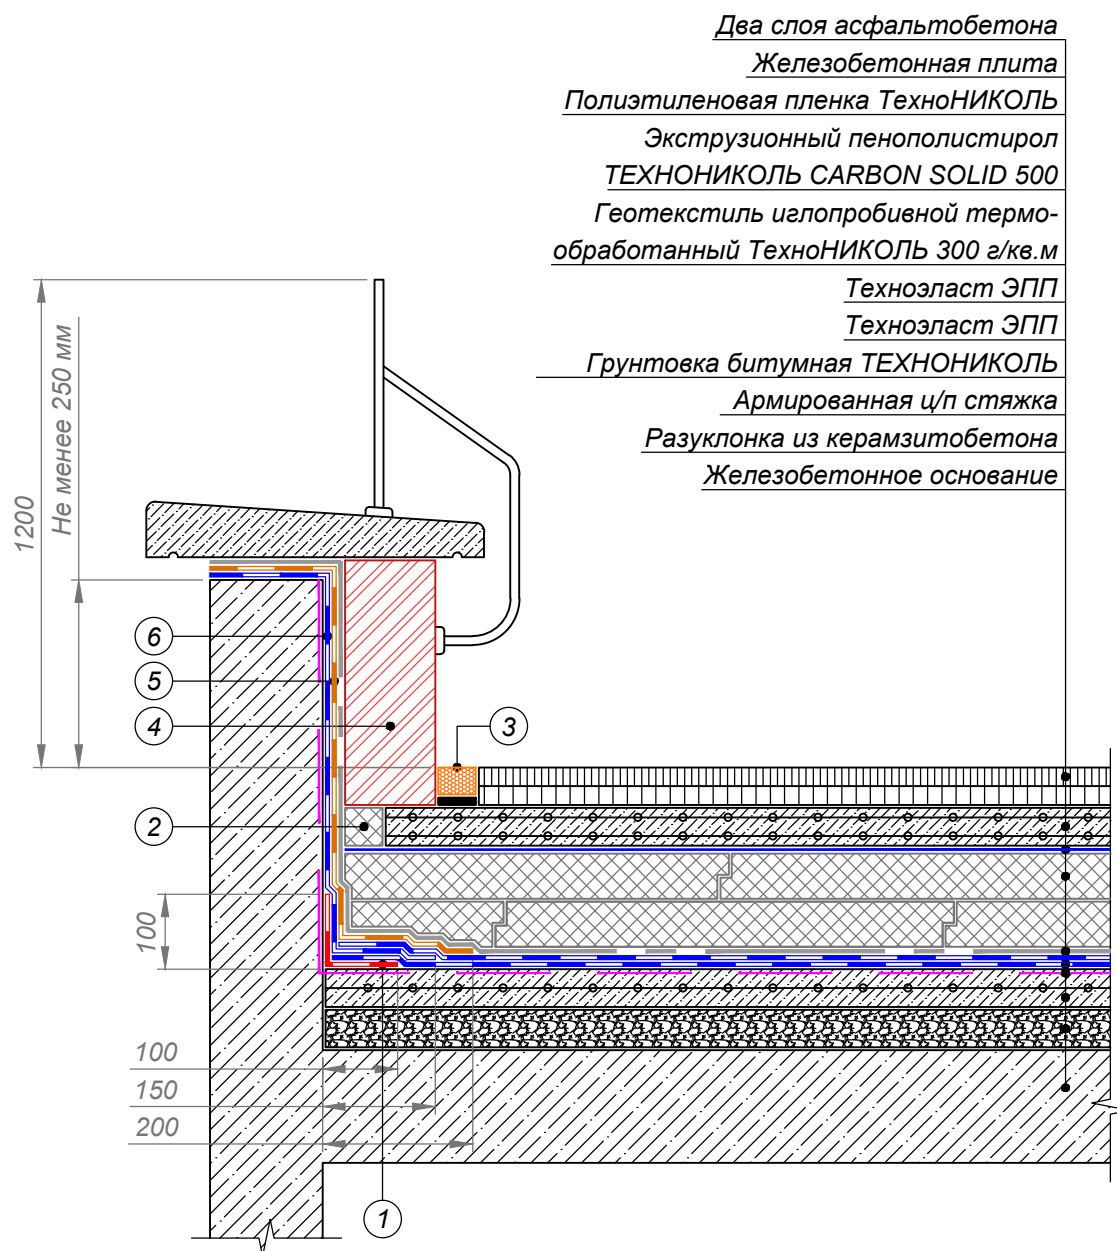 Два слоя асфальтобетона
Железобетонная плита
Полиэтиленовая пленка ТехноНИКОЛЬ
Экструзионный пенополистирол
ТЕХНОНИКОЛЬ CARBON SOLID 500
Геотекстиль иглопробивной термо-
обработанный ТехноНИКОЛЬ 300 г/кв.м
Техноэласт ЭПП
Техноэласт ЭПП
Грунтовка битумная ТЕХНОНИКОЛЬ
Армированная ц/п стяжка
Разуклонка из керамзитобетона
Железобетонное основание
1200
Не менее 250 мм
6
5
4
3
2
100
100
150
200
1